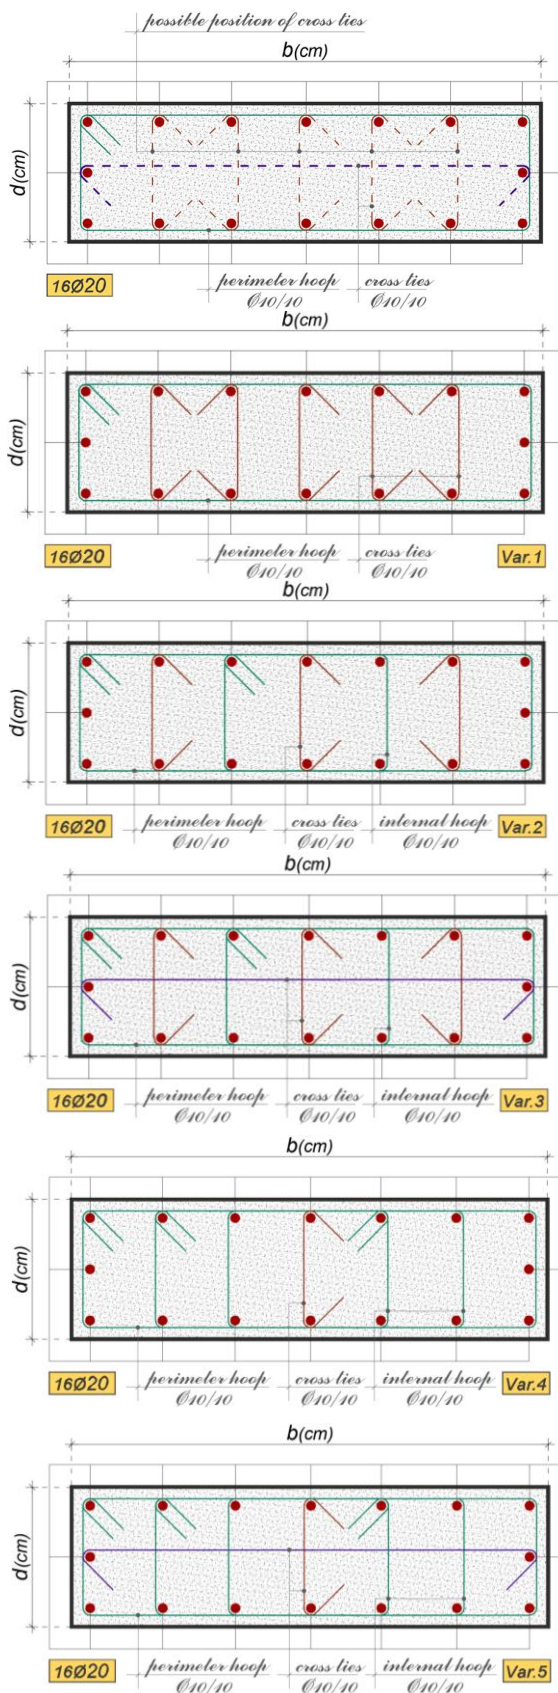 possible position of cross ties
b(cm)
d(cm)
16Ø20
perimeter hoop
Ø10/10
cross ties
Ø10/10
b(cm)
d(cm)
16Ø20
perimeter hoop
Ø10/10
cross ties
Ø10/10
Var.1
b(cm)
d(cm)
16Ø20
perimeter hoop
Ø10/10
cross ties
Ø10/10
internal hoop
Ø10/10
Var.2
b(cm)
d(cm)
16Ø20
perimeter hoop
Ø10/10
cross ties
Ø10/10
internal hoop
Ø10/10
Var.3
b(cm)
d(cm)
16Ø20
perimeter hoop
Ø10/10
cross ties
Ø10/10
internal hoop
Ø10/10
Var.4
b(cm)
d(cm)
16Ø20
perimeter hoop
Ø10/10
cross ties
Ø10/10
internal hoop
Ø10/10
Var.5